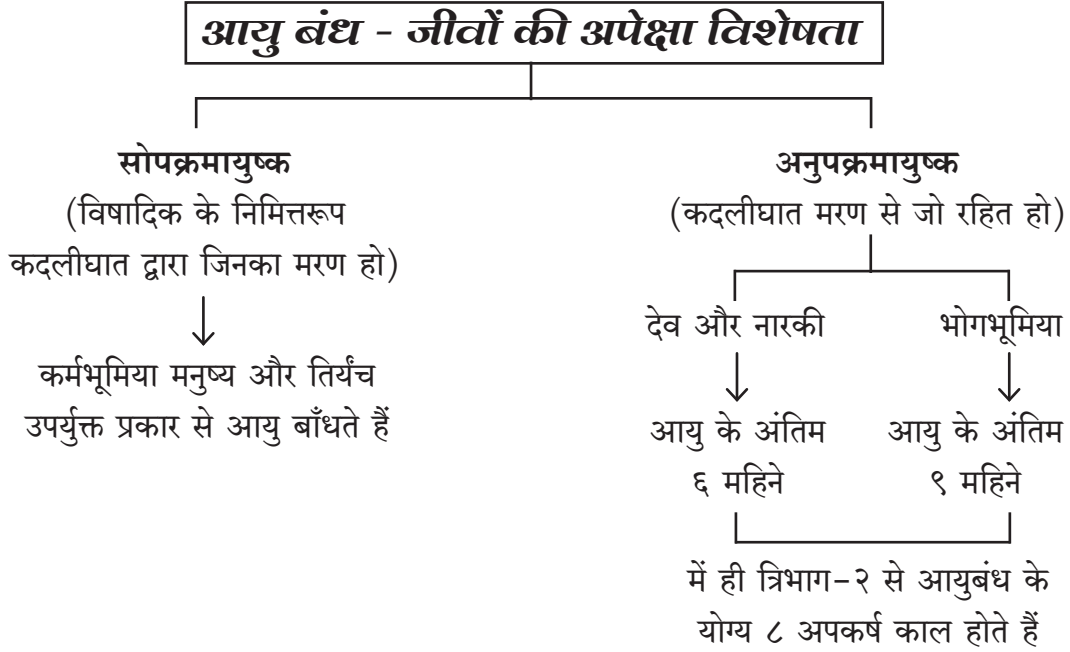 आयु बंध - जीवों की अपेक्षा विशेषता
सोपक्रमायुष्क
(विषादिक के निमित्तरूप
कदलीघात द्वारा जिनका मरण हो)
कर्मभूमिया मनुष्य और तिर्यंच
उपर्युक्त प्रकार से आयु बाँधते हैं
अनुपक्रमायुष्क
(कदलीघात मरण से जो रहित हो)
देव और नारकी
आयु के अंतिम
६ महिने
भोगभूमिया
आयु के अंतिम
९ महिने
में ही त्रिभाग-२ से आयुबंध के
योग्य ८ अपकर्ष काल होते हैं